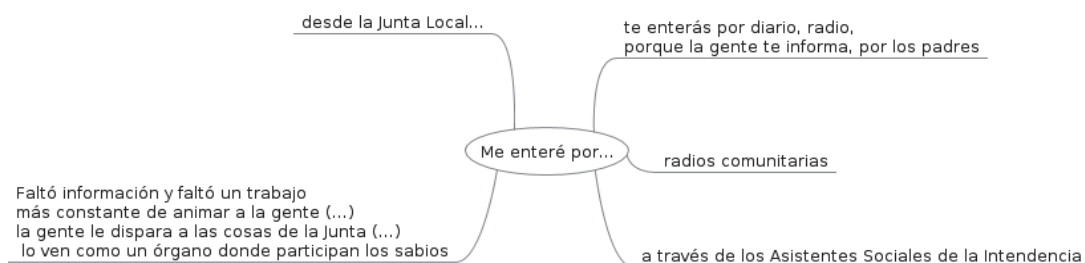 desde la Junta Local...
te enterás por diario, radio,
porque la gente te informa, por los padres
Me enteré por...
radios comunitarias
Faltó información y faltó un trabajo
más constante de animar a la gente (...)
la gente le dispara a las cosas de la Junta (...)
lo ven como un órgano donde participan los sabios
a través de los Asistentes Sociales de la Intendencia